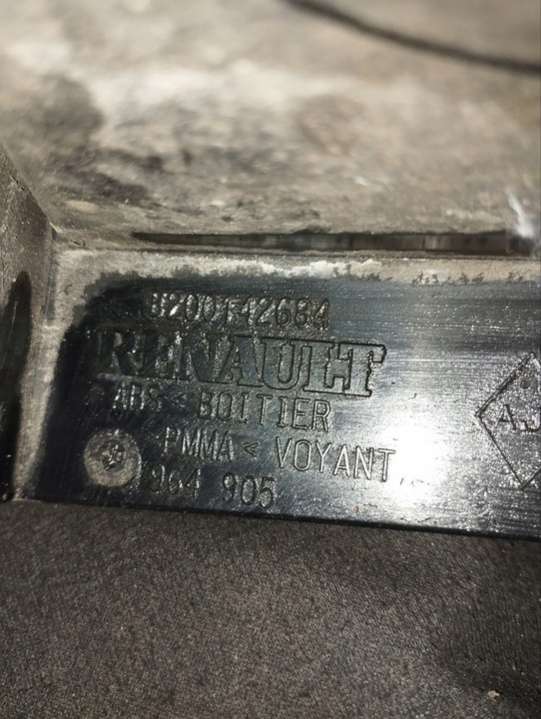 8200142684
RENAULT
>ABS< BOITIER
>PMMA< VOYANT
964 905